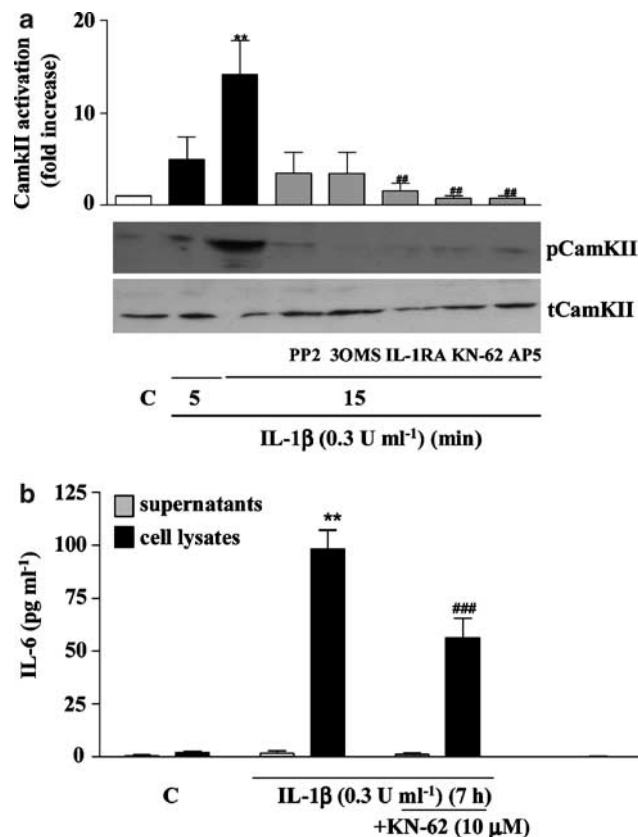 a
CamkII activation
(fold increase)
20
10
0
**
##
##
##
pCamKII
tCamKII
PP2 3OMS IL-1RA KN-62 AP5
C 5 15
IL-1β (0.3 U ml⁻¹) (min)
b
IL-6 (pg ml⁻¹)
125
100
75
50
25
0
supernatants
cell lysates
**
###
C IL-1β (0.3 U ml⁻¹) (7 h)
+KN-62 (10 μM)